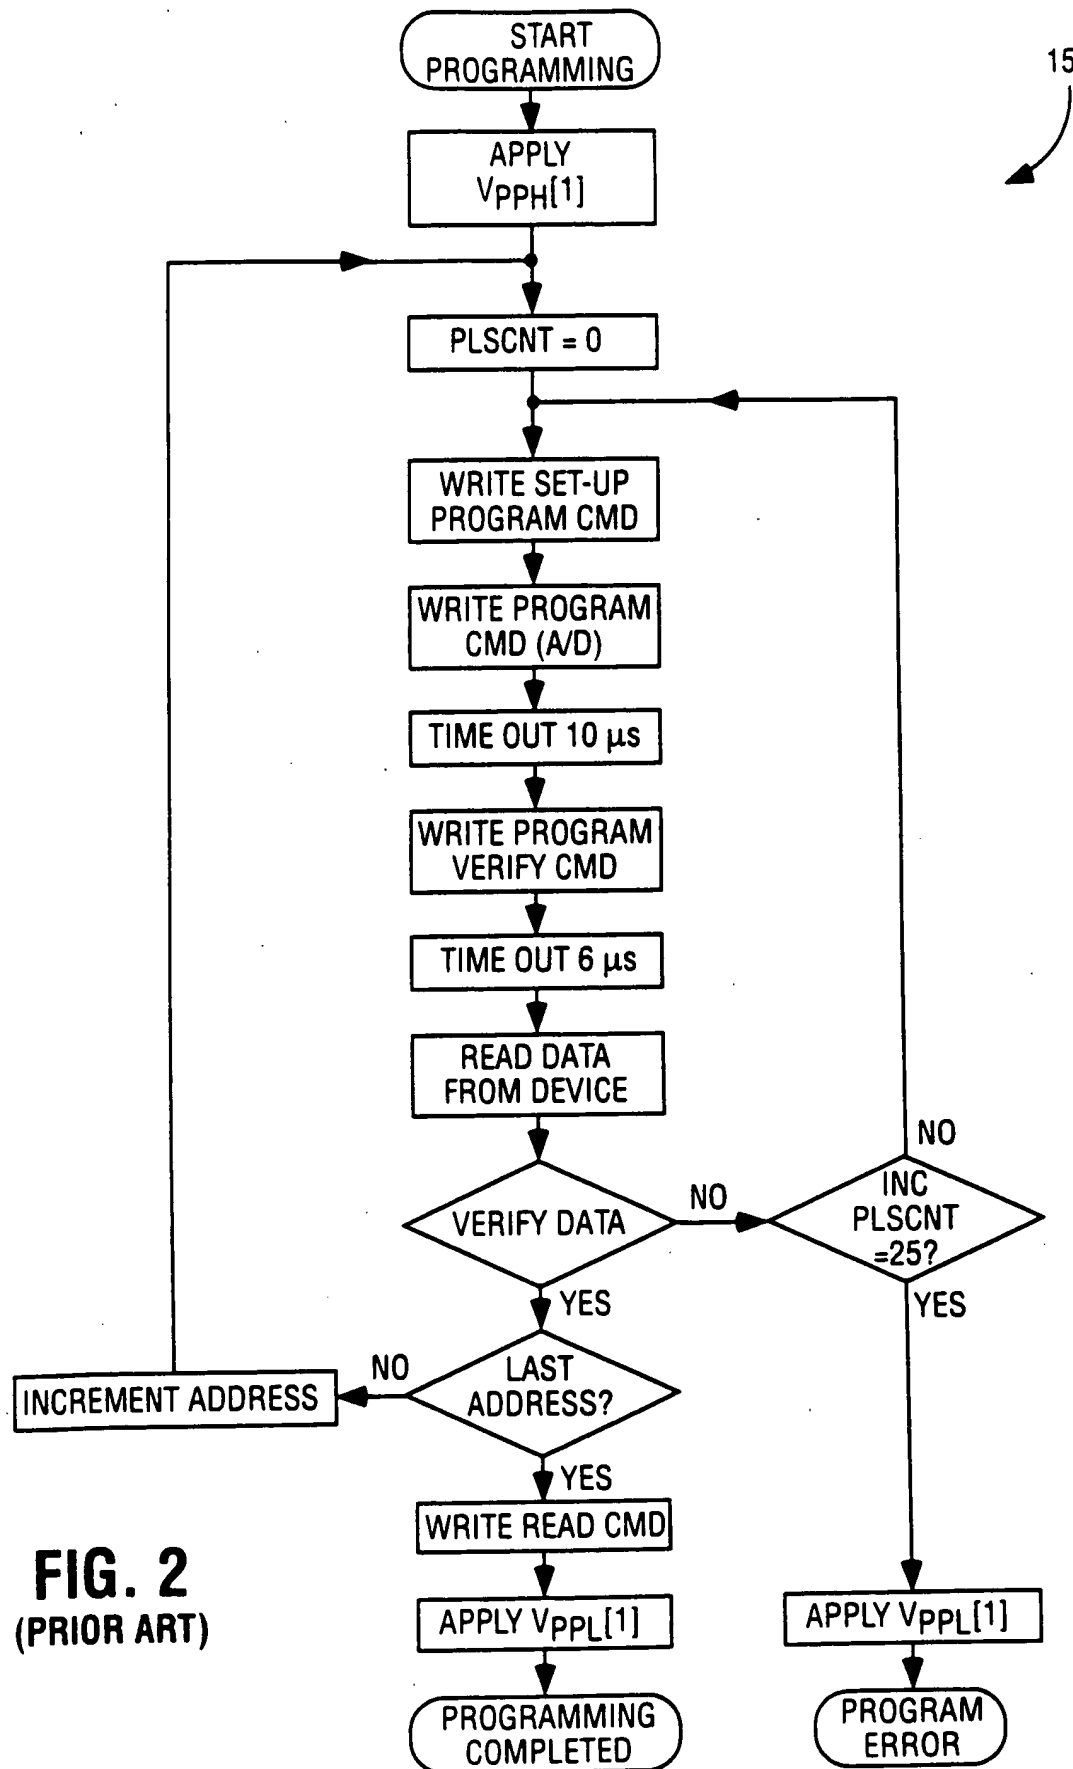 START
PROGRAMMING
15
APPLY
VPPH[1]
PLSCNT = 0
WRITE SET-UP
PROGRAM CMD
WRITE PROGRAM
CMD (A/D)
TIME OUT 10 µs
WRITE PROGRAM
VERIFY CMD
TIME OUT 6 µs
READ DATA
FROM DEVICE
VERIFY DATA
NO
INC
PLSCNT
=25?
NO
YES
YES
LAST
ADDRESS?
NO
INCREMENT ADDRESS
YES
WRITE READ CMD
APPLY VPPL[1]
PROGRAMMING
COMPLETED
APPLY VPPL[1]
PROGRAM
ERROR
FIG. 2
(PRIOR ART)